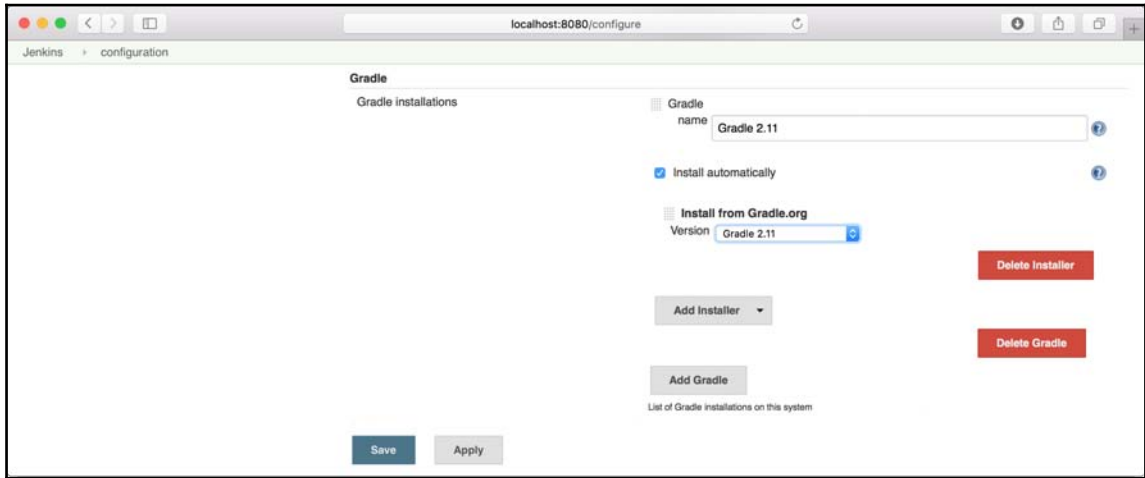 localhost:8080/configure
Jenkins configuration
Gradle
Gradle installations
Gradle
name Gradle 2.11
Install automatically
Install from Gradle.org
Version Gradle 2.11
Delete Installer
Add Installer
Delete Gradle
Add Gradle
List of Gradle installations on this system
Save Apply